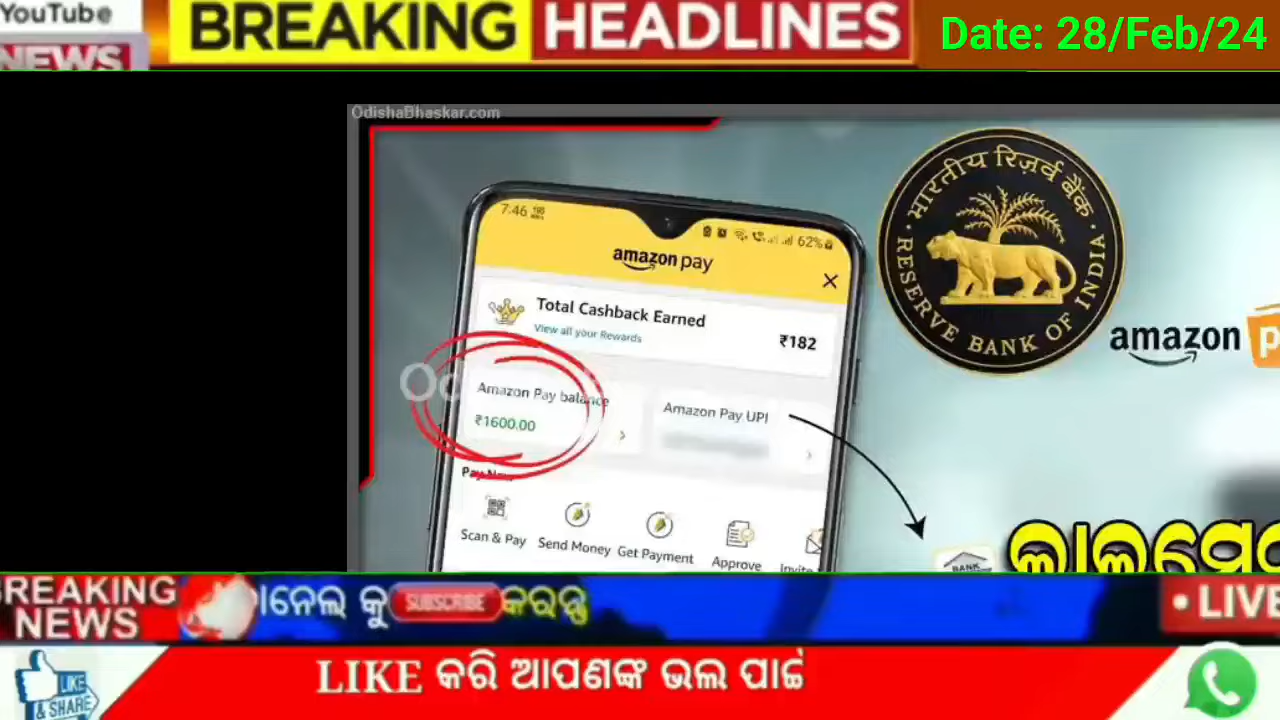 YouTube
NEWS
BREAKING HEADLINES
Date: 28/Feb/24
OdishaBhaskar.com
7.46
62%
amazon pay
Total Cashback Earned
View all your Rewards
₹182
Amazon Pay balance
₹1600.00
Amazon Pay UPI
Scan & Pay
Send Money
Get Payment
Approve
भारतीय रिज़र्व बैंक
RESERVE BANK OF INDIA
amazon
BANK
BREAKING
NEWS
କୁ SUBSCRIBE କରନ୍ତୁ
• LIVE
LIKE
& SHARE
LIKE କରି ଆପଣଙ୍କ ଭଲ